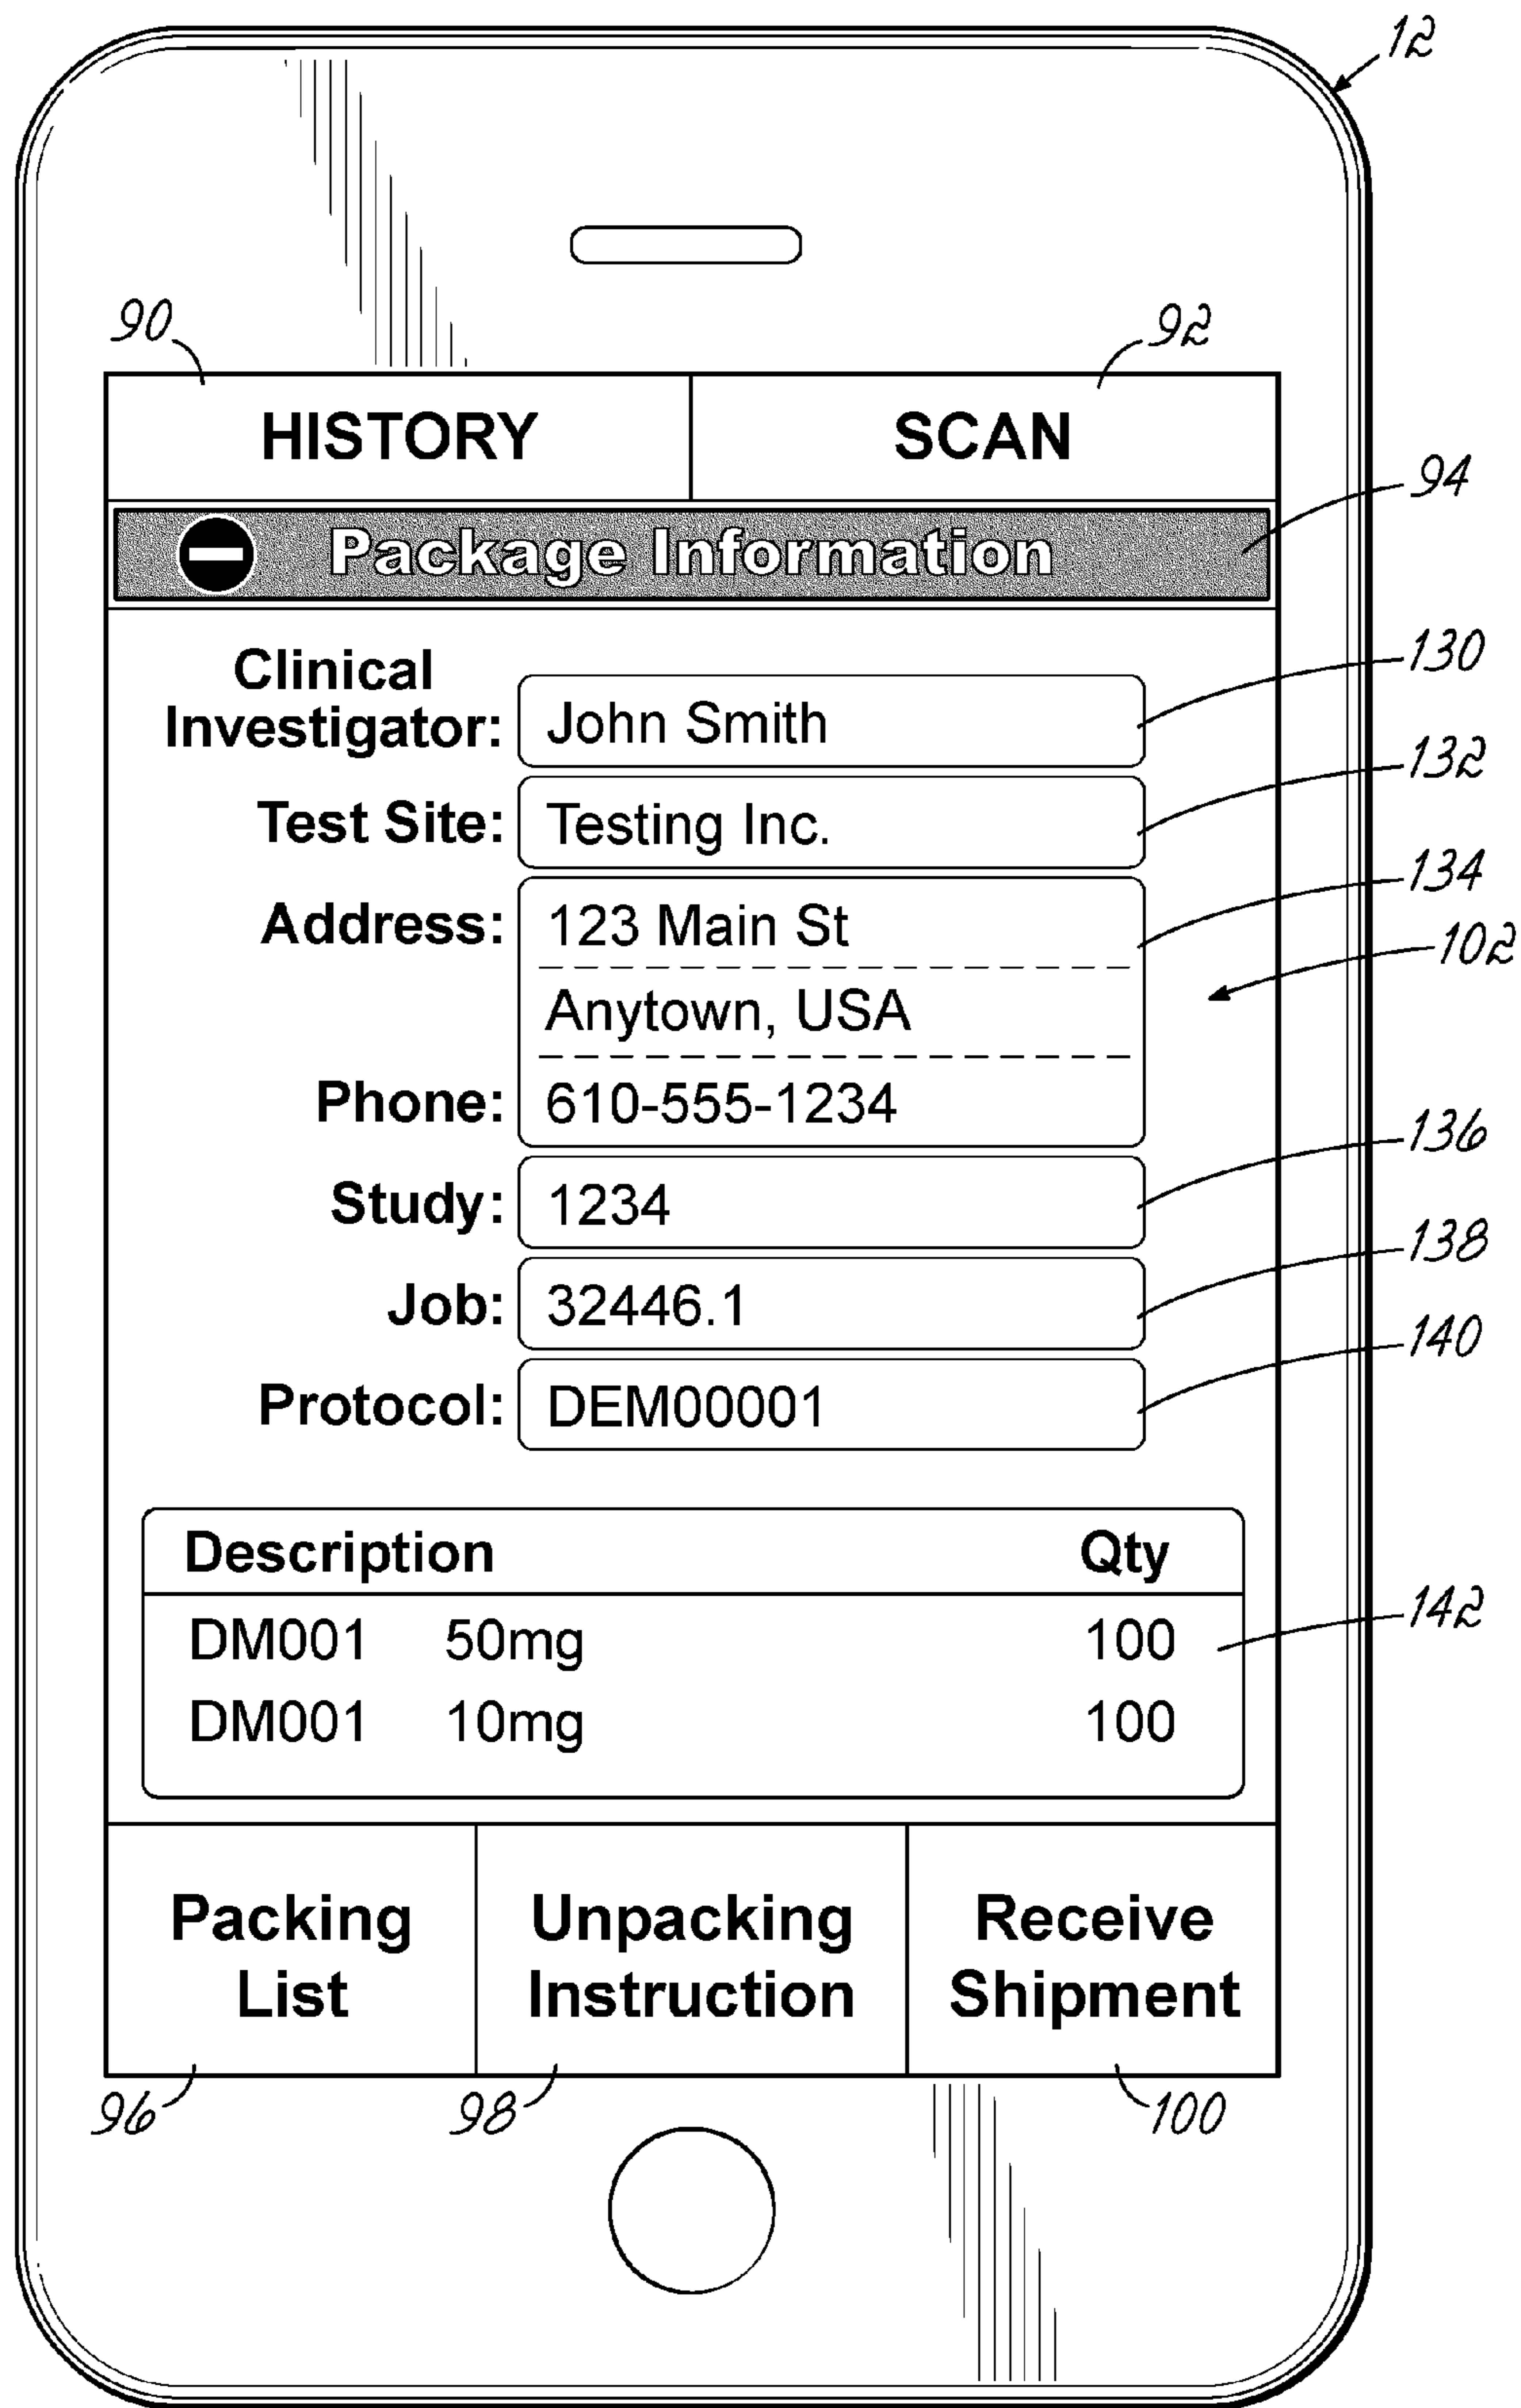 12
90
92
HISTORY SCAN
94
Package Information
Clinical
Investigator: John Smith
130
132
Test Site: Testing Inc.
134
Address: 123 Main St
102
Anytown, USA
Phone: 610-555-1234
136
Study: 1234
138
Job: 32446.1
140
Protocol: DEM00001
Description Qty
142
DM001 50mg 100
DM001 10mg 100
Packing Unpacking Receive
List Instruction Shipment
96 98 100